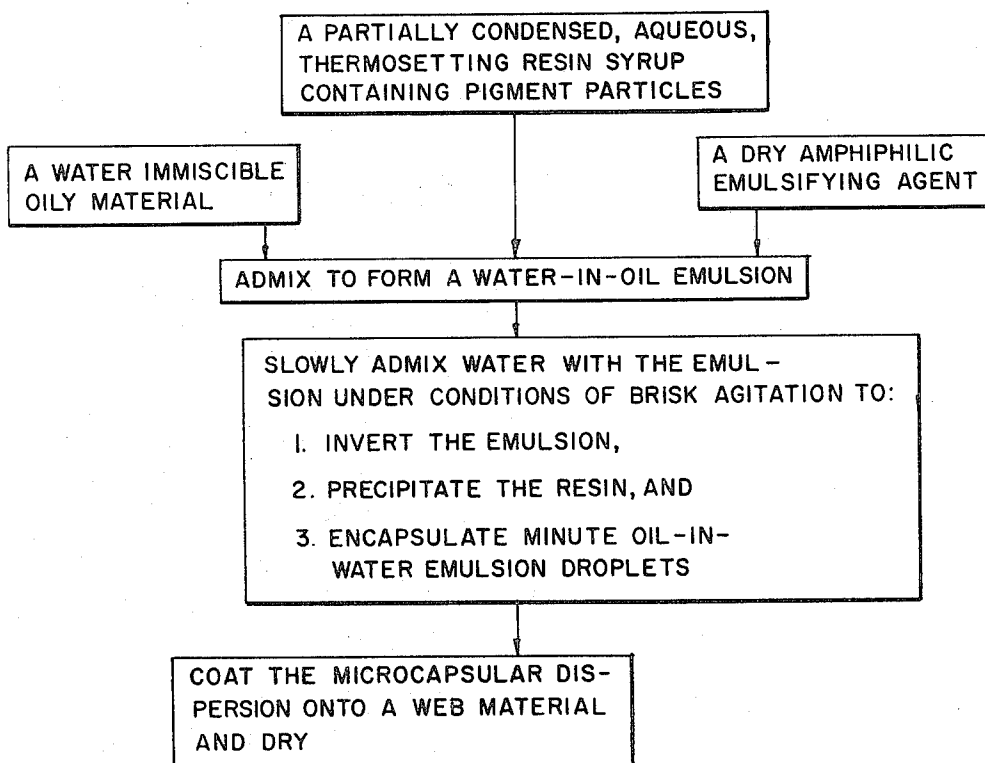 A PARTIALLY CONDENSED, AQUEOUS,
THERMOSETTING RESIN SYRUP
CONTAINING PIGMENT PARTICLES
A WATER IMMISCIBLE
OILY MATERIAL
A DRY AMPHIPHILIC
EMULSIFYING AGENT
ADMIX TO FORM A WATER-IN-OIL EMULSION
SLOWLY ADMIX WATER WITH THE EMUL-
SION UNDER CONDITIONS OF BRISK AGITATION TO:
1. INVERT THE EMULSION,
2. PRECIPITATE THE RESIN, AND
3. ENCAPSULATE MINUTE OIL-IN-
WATER EMULSION DROPLETS
COAT THE MICROCAPSULAR DIS-
PERSION ONTO A WEB MATERIAL
AND DRY